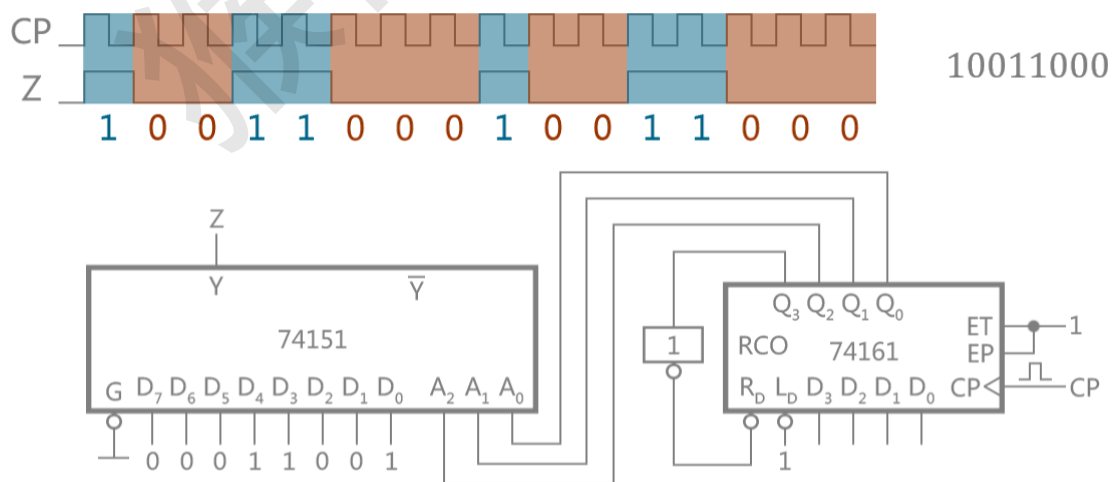 CP
10011000
Z
1 0 0 1 1 0 0 0 1 0 0 1 1 0 0 0
Z
Y Y̅
74151
G D₇ D₆ D₅ D₄ D₃ D₂ D₁ D₀ A₂ A₁ A₀
0 0 0 1 1 0 0 1
1
Q₃ Q₂ Q₁ Q₀
ET 1
RCO 74161 EP
R_D L_D D₃ D₂ D₁ D₀ CP CP
1